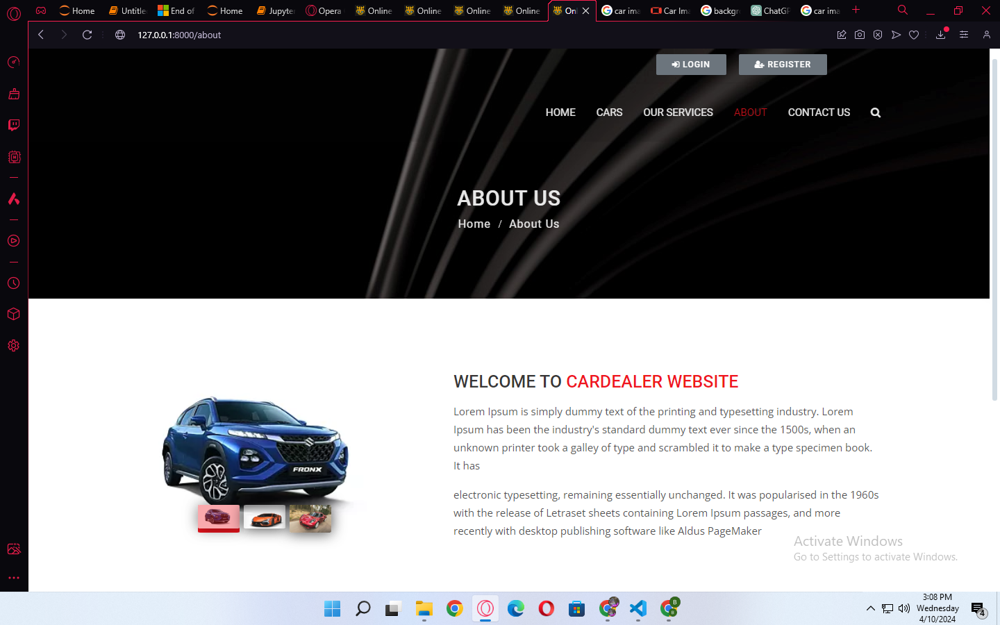 Home
Untitle
End of
Home
Jupyter
Opera
Online
Online
Online
Online
Onl
car ima
Car Ima
backgr
ChatGP
car ima
127.0.0.1:8000/about
LOGIN
REGISTER
HOME
CARS
OUR SERVICES
ABOUT
CONTACT US
ABOUT US
Home / About Us
WELCOME TO CARDEALER WEBSITE
Lorem Ipsum is simply dummy text of the printing and typesetting industry. Lorem
Ipsum has been the industry's standard dummy text ever since the 1500s, when an
unknown printer took a galley of type and scrambled it to make a type specimen book.
It has
electronic typesetting, remaining essentially unchanged. It was popularised in the 1960s
with the release of Letraset sheets containing Lorem Ipsum passages, and more
recently with desktop publishing software like Aldus PageMaker
FRONX
Activate Windows
Go to Settings to activate Windows.
3:08 PM
Wednesday
4/10/2024
4